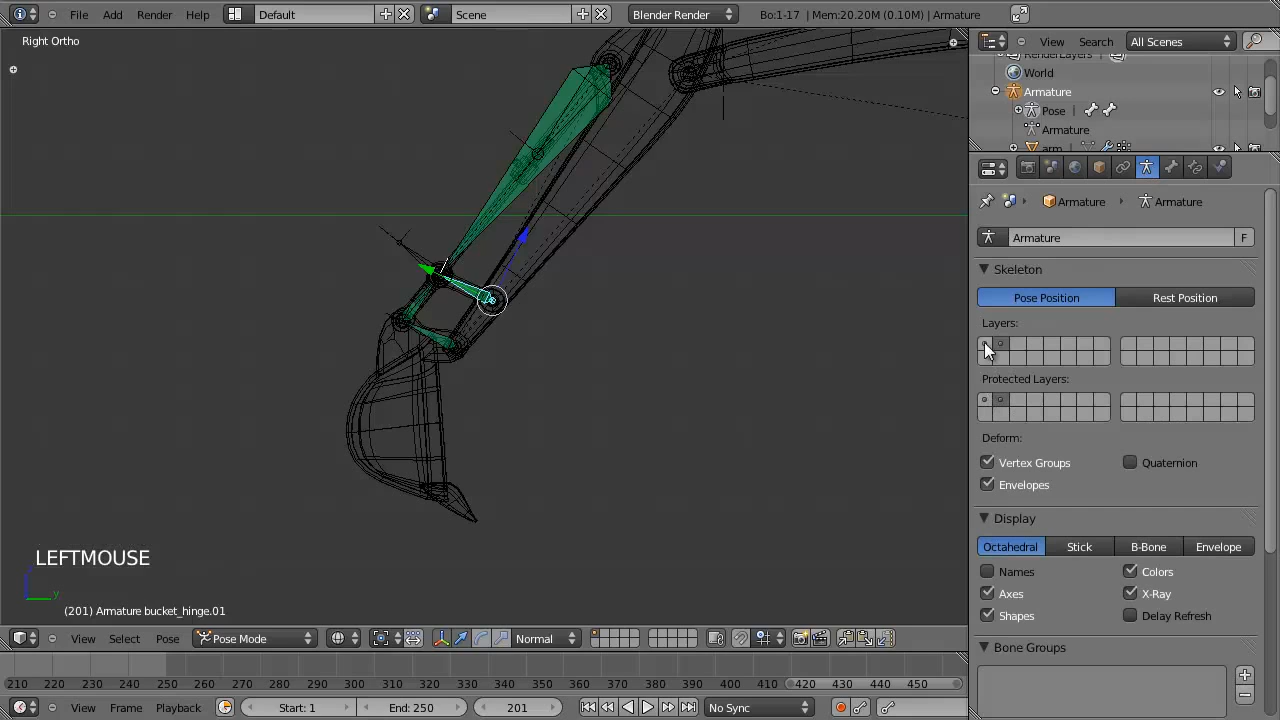 File Add Render Help Default Scene Blender Render Bo:1-17 | Mem:20.20M (0.10M) | Armature
Right Ortho
View Search All Scenes
RenderLayers
World
Armature
Pose
Armature
arm
Armature Armature
Armature F
Skeleton
Pose Position Rest Position
Layers:
Protected Layers:
Deform:
Vertex Groups Quaternion
Envelopes
Display
Octahedral Stick B-Bone Envelope
Names Colors
Axes X-Ray
Shapes Delay Refresh
Bone Groups
LEFTMOUSE
y
(201) Armature bucket_hinge.01
View Select Pose Pose Mode Normal
210 220 230 240 250 260 270 280 290 300 310 320 330 340 350 360 370 380 390 400 410 420 430 440 450
View Frame Playback Start: 1 End: 250 201 No Sync